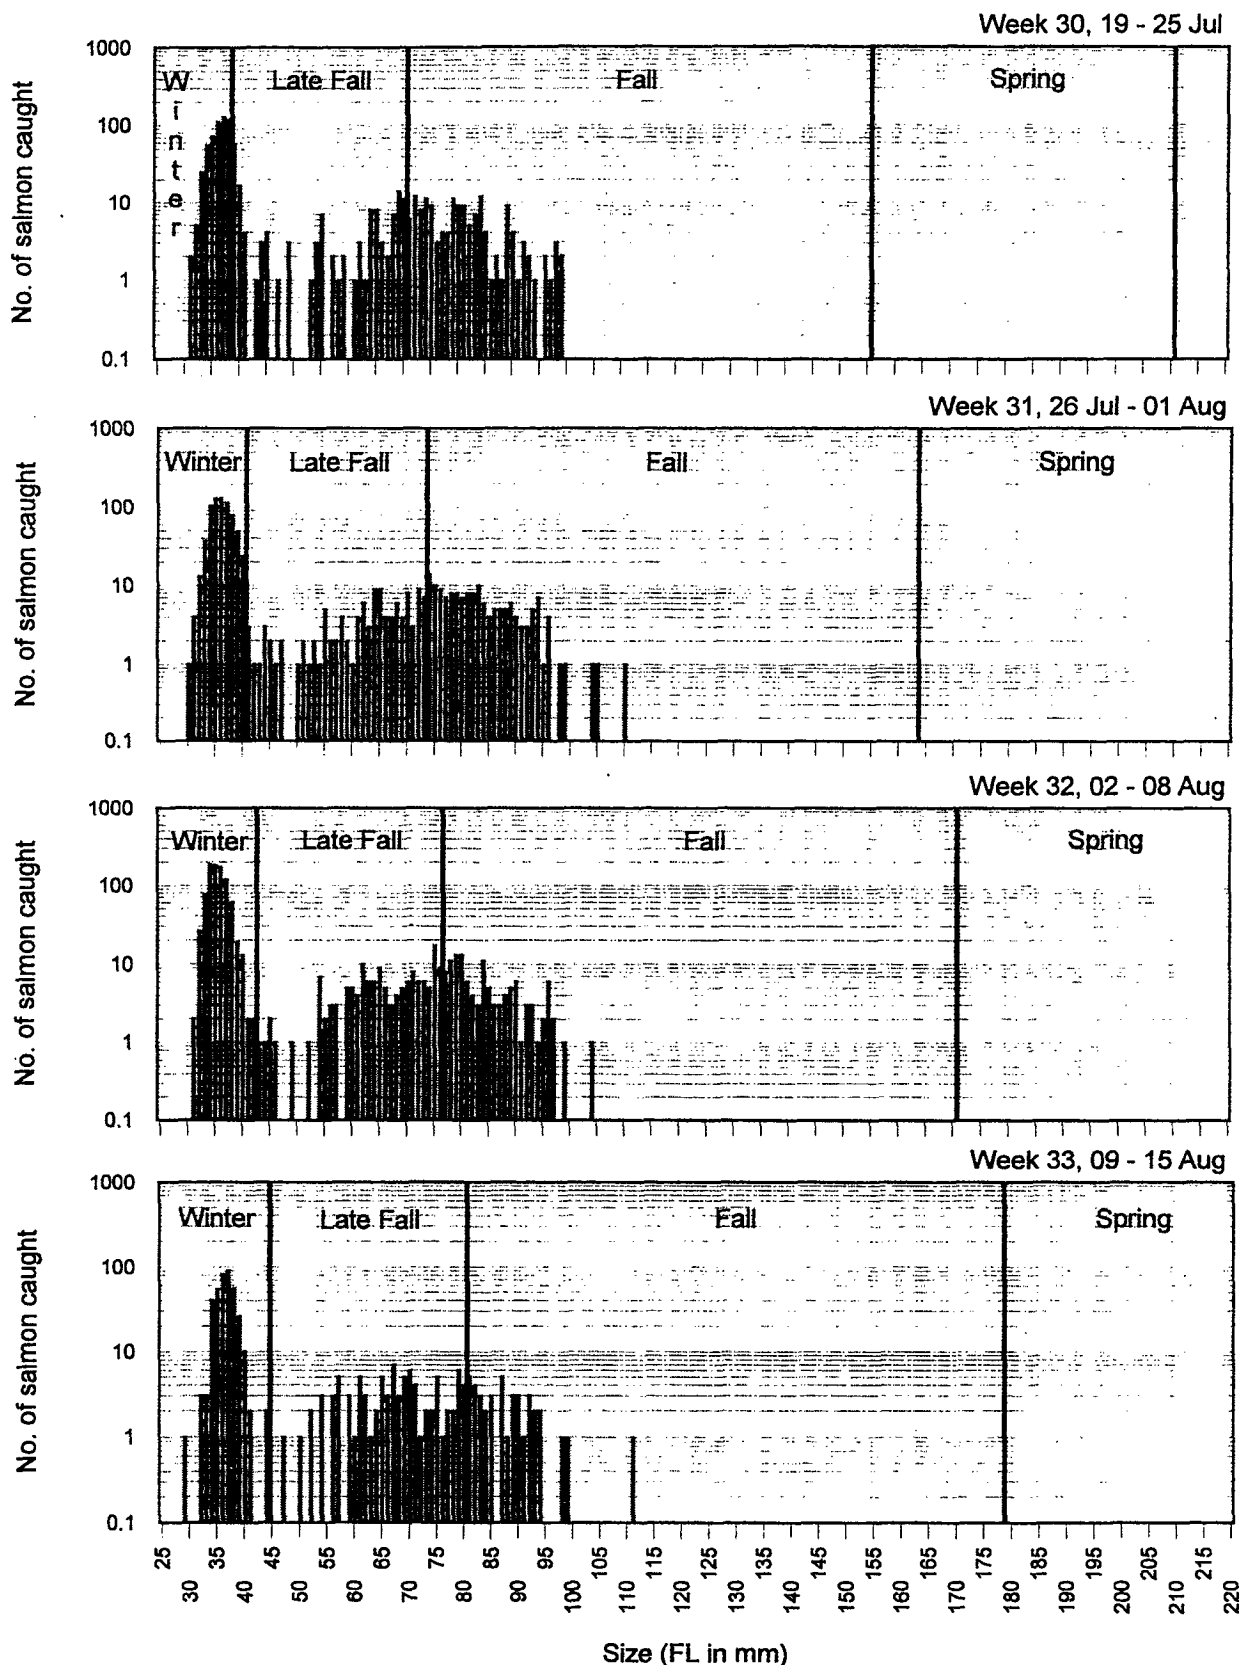 Week 30, 19 - 25 Jul
No. of salmon caught
1000
100
10
1
0.1
Winter
Late Fall
Fall
Spring
Week 31, 26 Jul - 01 Aug
No. of salmon caught
1000
100
10
1
0.1
Winter
Late Fall
Fall
Spring
Week 32, 02 - 08 Aug
No. of salmon caught
1000
100
10
1
0.1
Winter
Late Fall
Fall
Spring
Week 33, 09 - 15 Aug
No. of salmon caught
1000
100
10
1
0.1
Winter
Late Fall
Fall
Spring
25 30 35 40 45 50 55 60 65 70 75 80 85 90 95 100 105 110 115 120 125 130 135 140 145 150 155 160 165 170 175 180 185 190 195 200 205 210 215 220
Size (FL in mm)